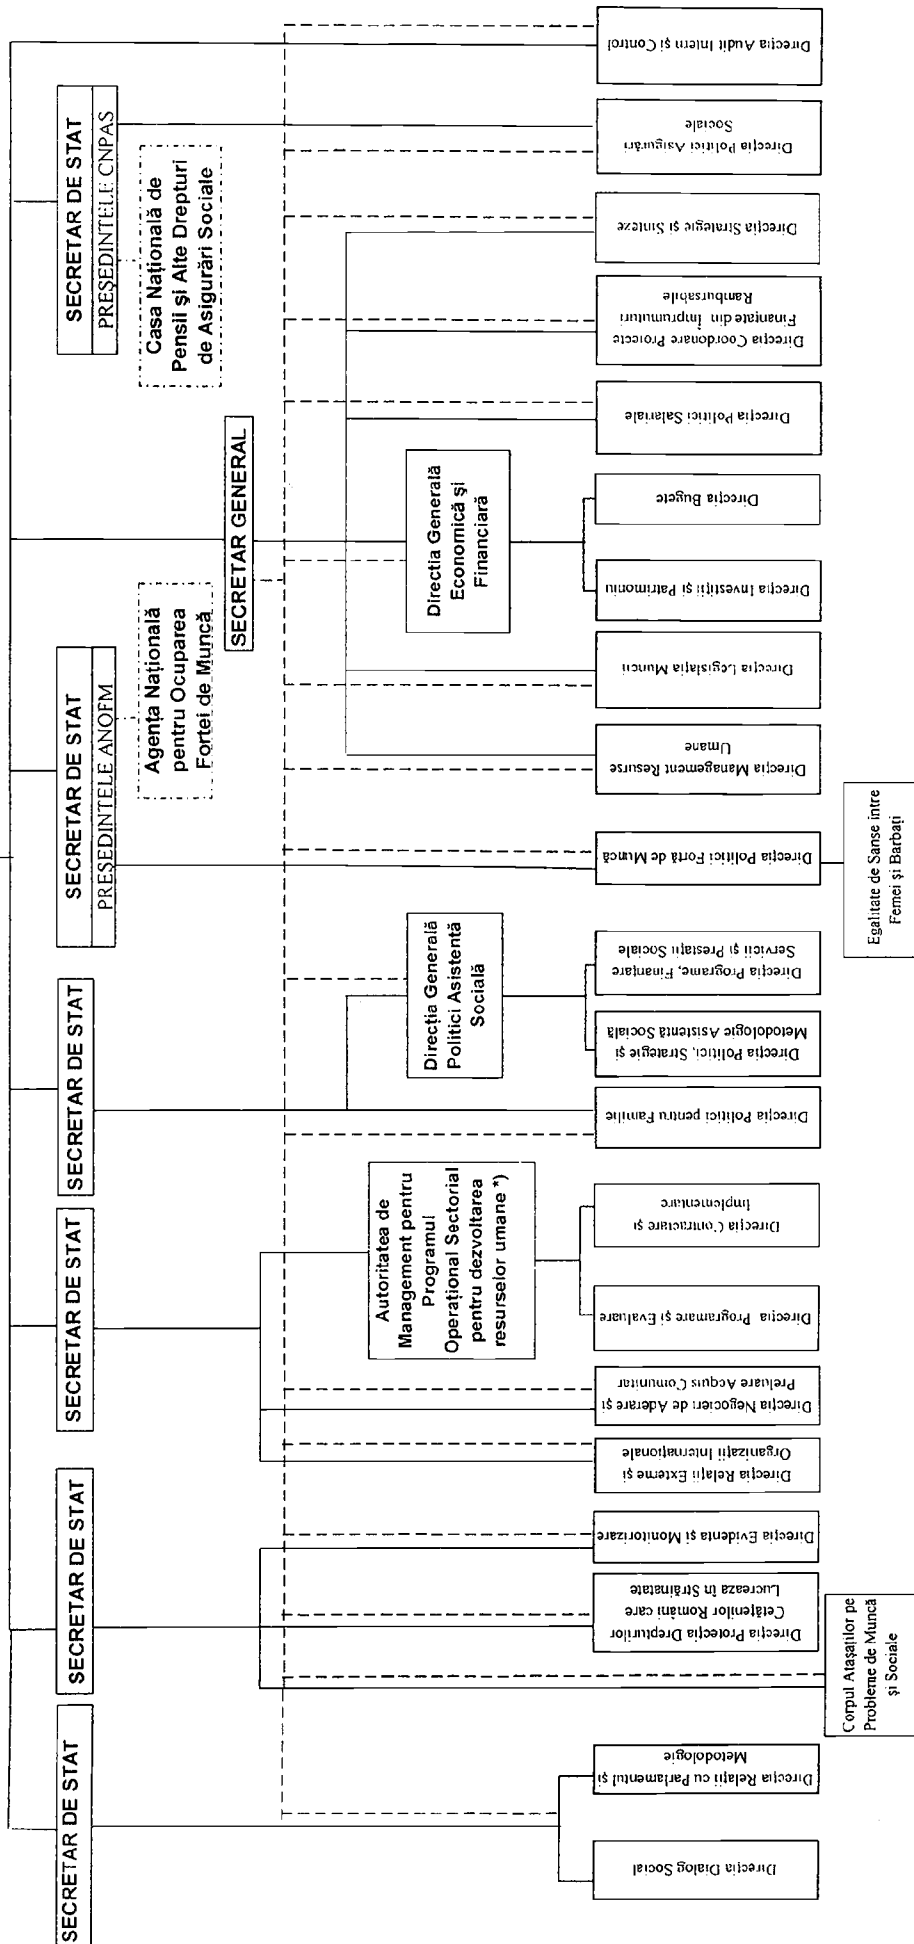 SECRETAR DE STAT
SECRETAR DE STAT
SECRETAR DE STAT
SECRETAR DE STAT
SECRETAR DE STAT
PREȘEDINTELE ANOFM
SECRETAR DE STAT
PREȘEDINTELE CNPAS
Agenția Națională
pentru Ocuparea
Forței de Muncă
Casa Națională de
Pensii și Alte Drepturi
de Asigurări Sociale
SECRETAR GENERAL
Autoritatea de
Management pentru
Programul
Operațional Sectorial
pentru dezvoltarea
resurselor umane *)
Direcția Generală
Politici Asistență
Socială
Direcția Generală
Economică și
Financiară
Direcția Dialog Social
Direcția Relații cu Parlamentul și
Metodologie
Direcția Protecția Drepturilor
Cetățenilor Români care
Lucrează în Străinătate
Direcția Evidența și Monitorizare
Direcția Relații Externe și
Organizații Internaționale
Direcția Negocieri de Aderare și
Preluare Acquis Comunitar
Direcția Programare și Evaluare
Direcția Contractare și
Implementare
Direcția Politici pentru Familie
Direcția Politici, Strategie și
Metodologie Asistență Socială
Direcția Programe, Finanțare
Servicii și Prestații Sociale
Direcția Politici Forță de Muncă
Direcția Management Resurse
Umane
Direcția Legislația Muncii
Direcția Investiții și Patrimoniu
Direcția Bugete
Direcția Politici Salariale
Direcția Coordonare Proiecte
Finanțate din Împrumuturi
Rambursabile
Direcția Strategie și Sinteze
Direcția Politici Asigurări
Sociale
Direcția Audit Intern și Control
Corpul Atașaților pe
Probleme de Muncă
și Sociale
Egalitate de Sanse între
Femei și Barbați